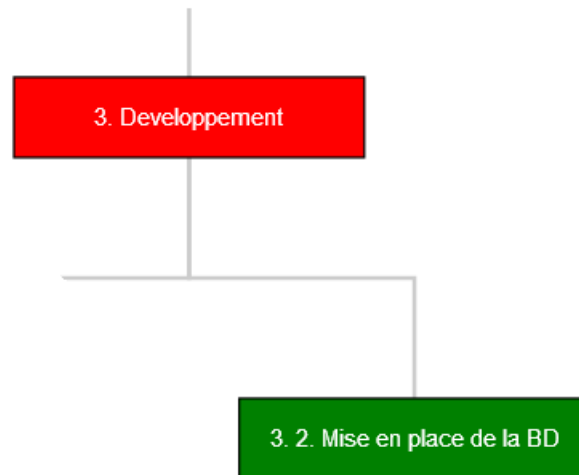 3. Developpement
3. 2. Mise en place de la BD